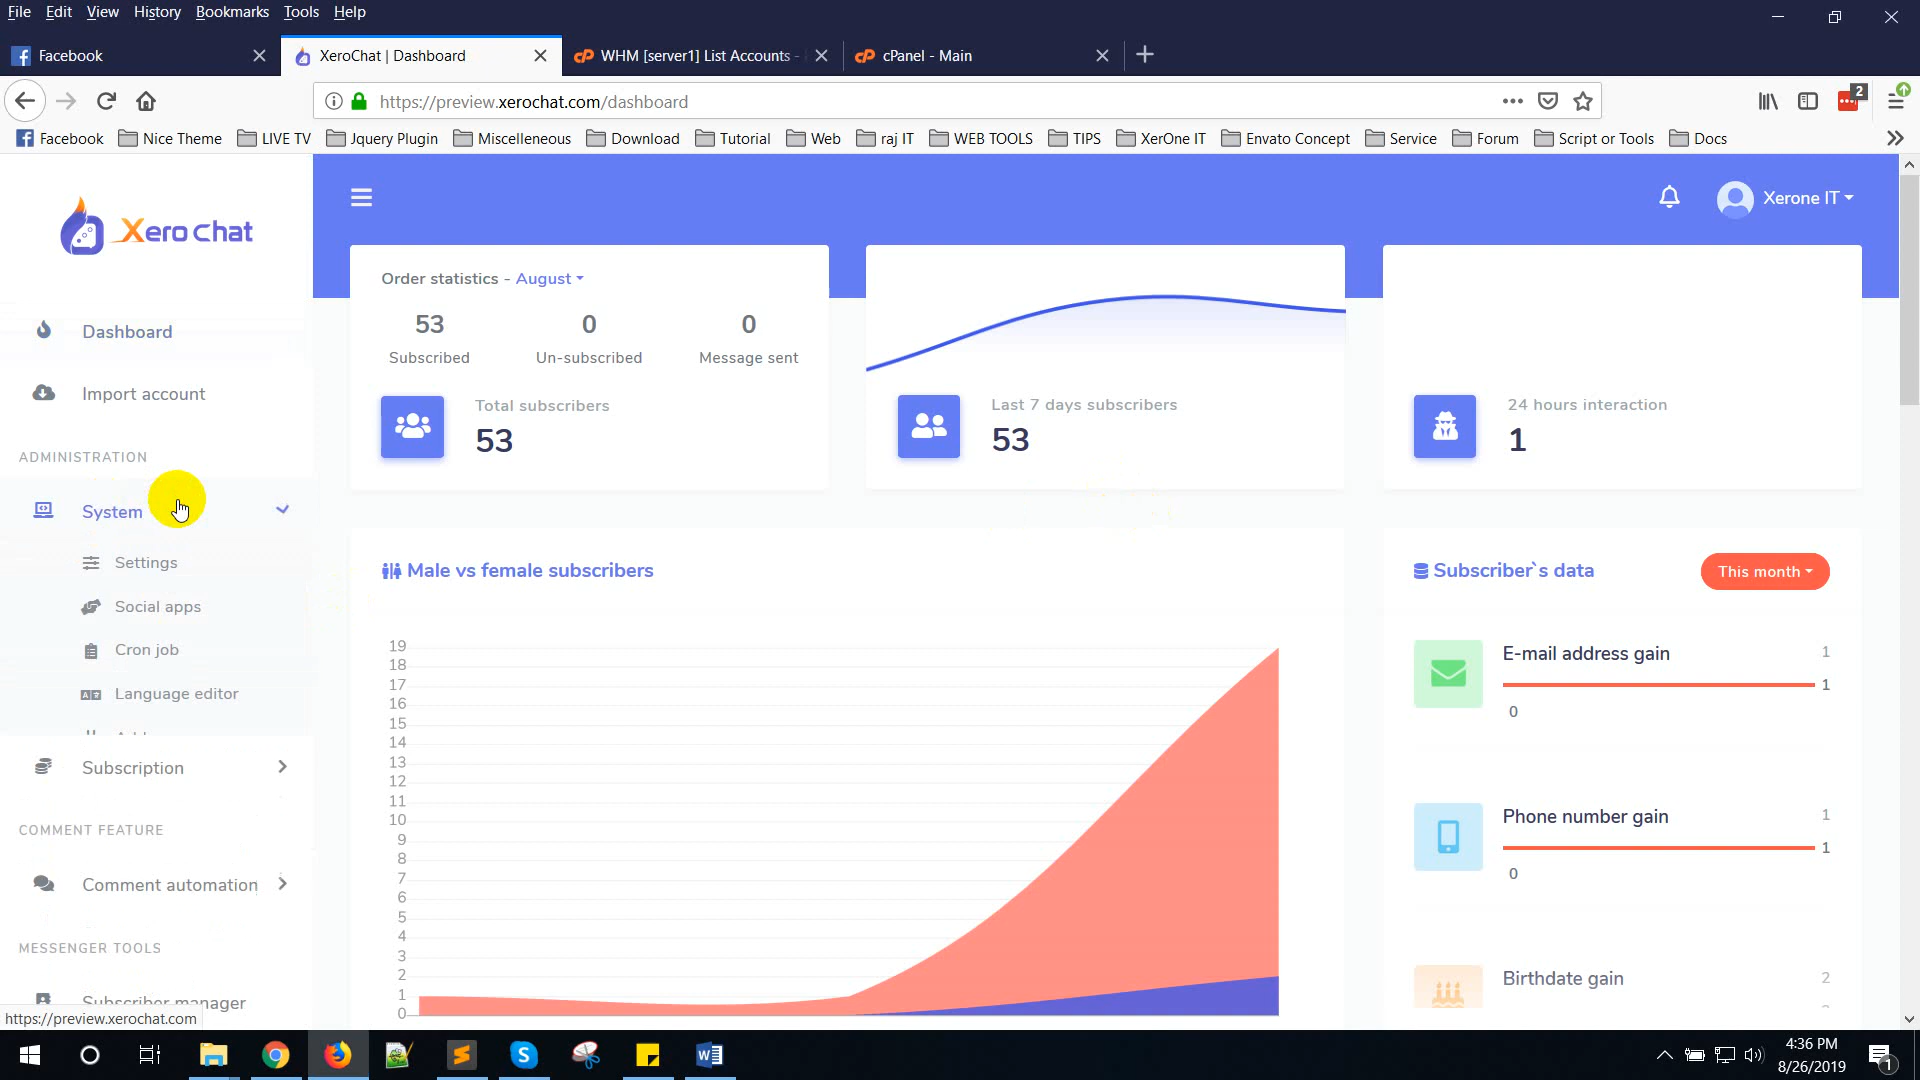 File Edit View History Bookmarks Tools Help
Facebook
XeroChat | Dashboard
WHM [server1] List Accounts -
cPanel - Main
https://preview.xerochat.com/dashboard
2
Facebook Nice Theme LIVE TV Jquery Plugin Miscelleneous Download Tutorial Web raj IT WEB TOOLS TIPS XerOne IT Envato Concept Service Forum Script or Tools Docs
Xero Chat
Xerone IT
Dashboard
Import account
ADMINISTRATION
System
Settings
Social apps
Cron job
Language editor
Subscription
COMMENT FEATURE
Comment automation
MESSENGER TOOLS
Subscriber manager
https://preview.xerochat.com
Order statistics - August
53 0 0
Subscribed Un-subscribed Message sent
Total subscribers
53
Last 7 days subscribers
53
24 hours interaction
1
Male vs female subscribers
19
18
17
16
15
14
13
12
11
10
9
8
7
6
5
4
3
2
1
0
Subscriber`s data
This month
E-mail address gain 1
1
0
Phone number gain 1
1
0
Birthdate gain 2
4:36 PM
8/26/2019
1